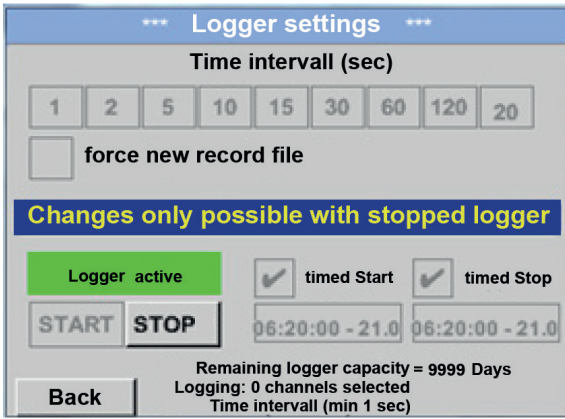 *** Logger settings ***
Time intervall (sec)
1 2 5 10 15 30 60 120 20
force new record file
Changes only possible with stopped logger
Logger active
✔ timed Start ✔ timed Stop
START STOP 06:20:00 - 21.0 06:20:00 - 21.0
Remaining logger capacity = 9999 Days
Logging: 0 channels selected
Time intervall (min 1 sec)
Back